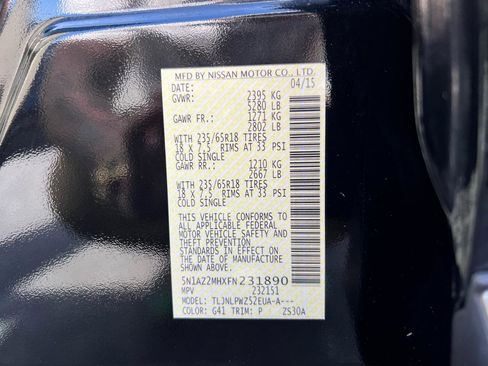 MFD BY NISSAN MOTOR CO., LTD.
DATE: 04/15
GVWR: 2395 KG
5280 LB
GAWR FR.: 1271 KG
2802 LB
WITH 235/65R18 TIRES
18 x 7.5 RIMS AT 33 PSI
COLD SINGLE
GAWR RR.: 1210 KG
2667 LB
WITH 235/65R18 TIRES
18 x 7.5 RIMS AT 33 PSI
COLD SINGLE
THIS VEHICLE CONFORMS TO
ALL APPLICABLE FEDERAL
MOTOR VEHICLE SAFETY AND
THEFT PREVENTION
STANDARDS IN EFFECT ON
THE DATE OF MANUFACTURE
SHOWN ABOVE.
5N1AZ2MHXFN231890
MPV 232151
MODEL: TLJNLPWZ52EUA-A---
COLOR: G41 TRIM: P ZS30A